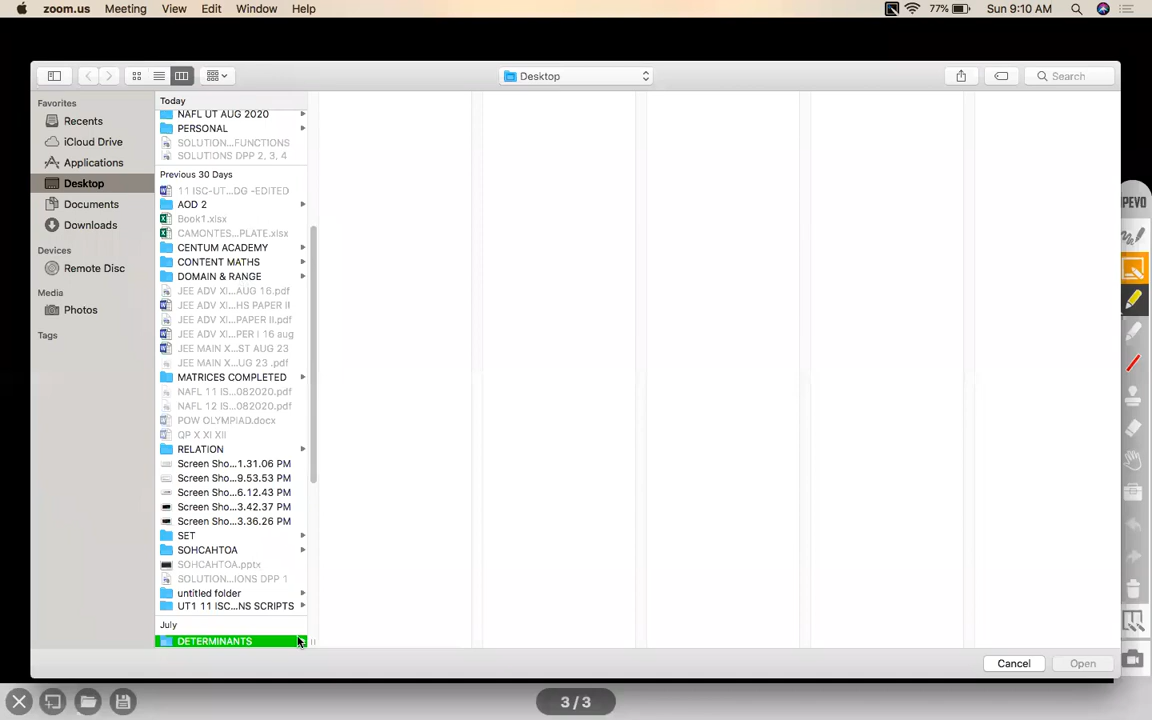 zoom.us Meeting View Edit Window Help 77% Sun 9:10 AM
Desktop
Search
Favorites
Recents
iCloud Drive
Applications
Desktop
Documents
Downloads
Devices
Remote Disc
Media
Photos
Tags
Today
NAFL UT AUG 2020
PERSONAL
SOLUTION...FUNCTIONS
SOLUTIONS DPP 2, 3, 4
Previous 30 Days
11 ISC-UT...DG -EDITED
AOD 2
Book1.xlsx
CAMONTES...PLATE.xlsx
CENTUM ACADEMY
CONTENT MATHS
DOMAIN & RANGE
JEE ADV XI...AUG 16.pdf
JEE ADV XI...HS PAPER II
JEE ADV XI...PAPER II.pdf
JEE ADV XI...PER I 16 aug
JEE MAIN X...ST AUG 23
JEE MAIN X...UG 23 .pdf
MATRICES COMPLETED
NAFL 11 IS...082020.pdf
NAFL 12 IS...082020.pdf
POW OLYMPIAD.docx
QP X XI XII
RELATION
Screen Sho...1.31.06 PM
Screen Sho...9.53.53 PM
Screen Sho...6.12.43 PM
Screen Sho...3.42.37 PM
Screen Sho...3.36.26 PM
SET
SOHCAHTOA
SOHCAHTOA.pptx
SOLUTION...IONS DPP 1
untitled folder
UT1 11 ISC...NS SCRIPTS
July
DETERMINANTS
Cancel
Open
IPEVO
3 / 3